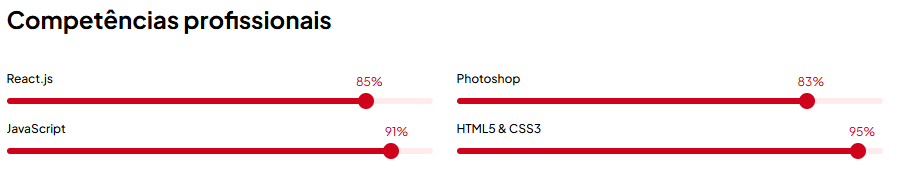 Competências profissionais
React.js 85%
Photoshop 83%
JavaScript 91%
HTML5 & CSS3 95%